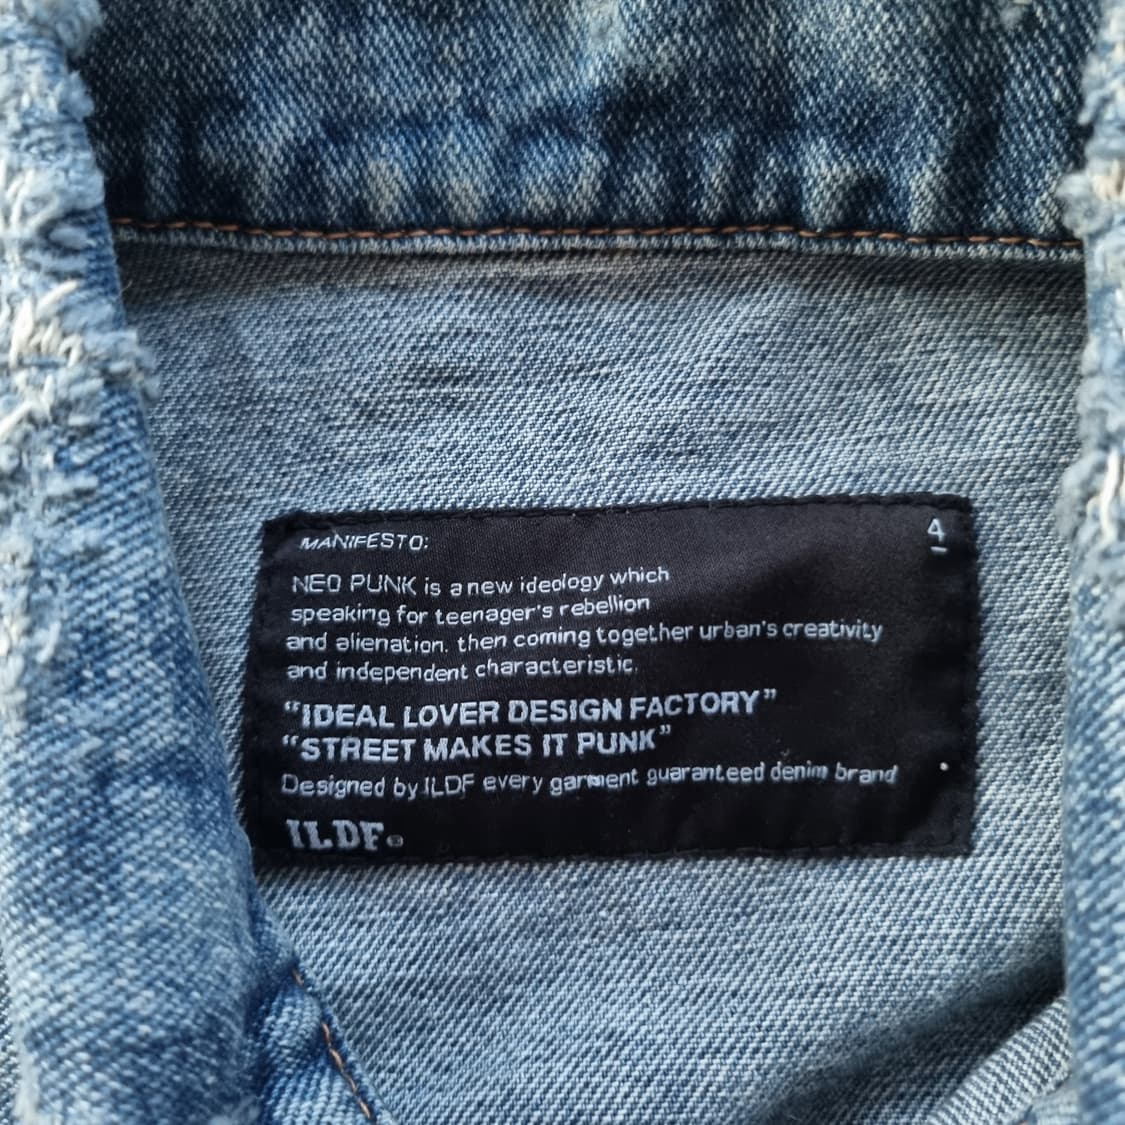 MANIFESTO:
4
NEO PUNK is a new ideology which
speaking for teenager's rebellion
and alienation. then coming together urban's creativity
and independent characteristic.
"IDEAL LOVER DESIGN FACTORY"
"STREET MAKES IT PUNK"
Designed by ILDF every garment guaranteed denim brand
ILDF®